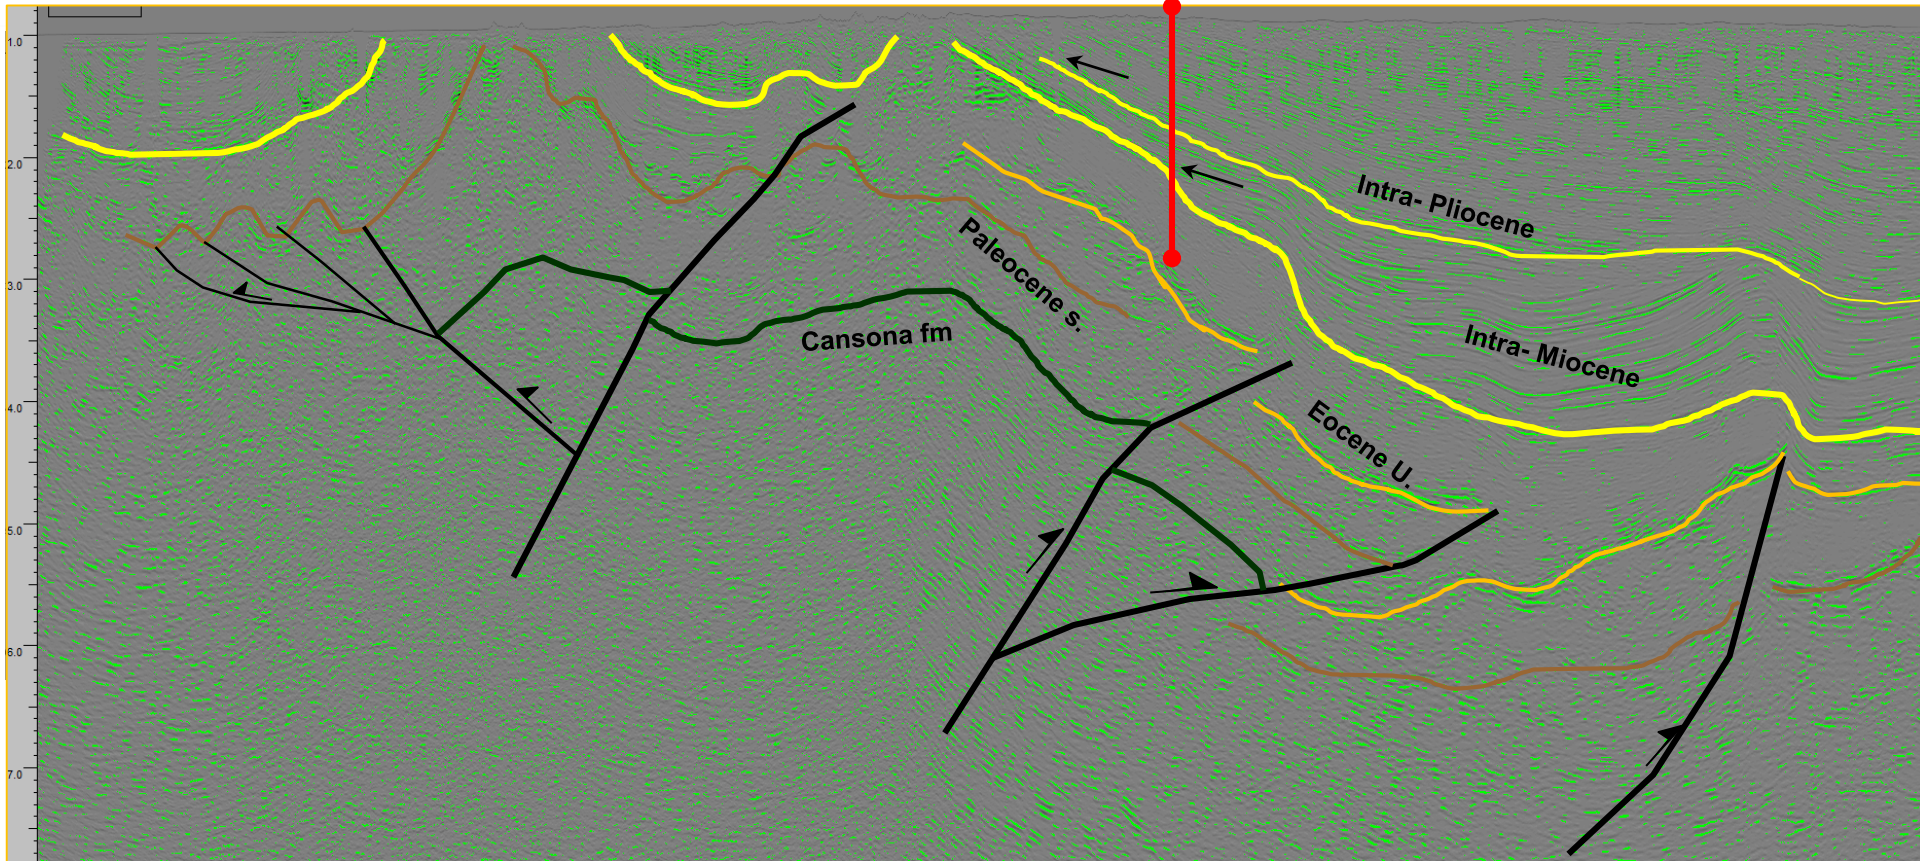 1.0
2.0
3.0
4.0
5.0
6.0
7.0
Intra- Pliocene
Paleocene s.
Cansona fm
Intra- Miocene
Eocene U.